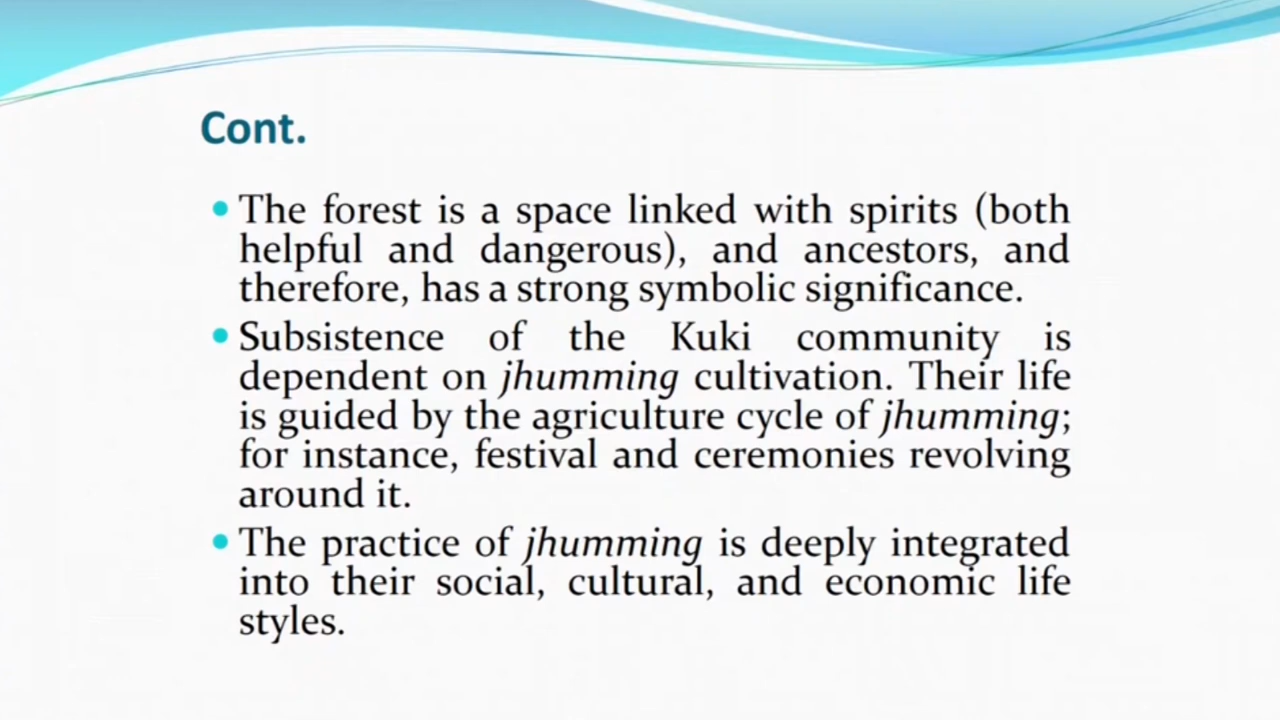 Cont.
• The forest is a space linked with spirits (both
helpful and dangerous), and ancestors, and
therefore, has a strong symbolic significance.
• Subsistence of the Kuki community is
dependent on jhumming cultivation. Their life
is guided by the agriculture cycle of jhumming;
for instance, festival and ceremonies revolving
around it.
• The practice of jhumming is deeply integrated
into their social, cultural, and economic life
styles.